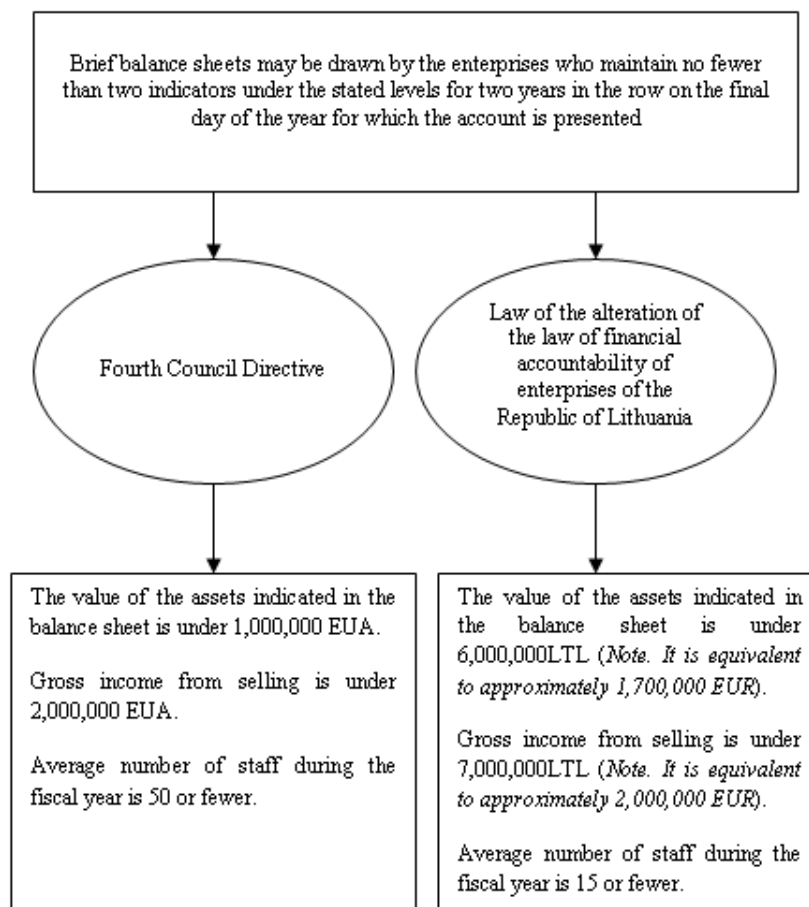 Brief balance sheets may be drawn by the enterprises who maintain no fewer
than two indicators under the stated levels for two years in the row on the final
day of the year for which the account is presented
Fourth Council Directive
Law of the alteration of
the law of financial
accountability of
enterprises of the
Republic of Lithuania
The value of the assets indicated in the
balance sheet is under 1,000,000 EUA.
Gross income from selling is under
2,000,000 EUA.
Average number of staff during the
fiscal year is 50 or fewer.
The value of the assets indicated in
the balance sheet is under
6,000,000LTL (Note. It is equivalent
to approximately 1,700,000 EUR).
Gross income from selling is under
7,000,000LTL (Note. It is equivalent
to approximately 2,000,000 EUR).
Average number of staff during the
fiscal year is 15 or fewer.